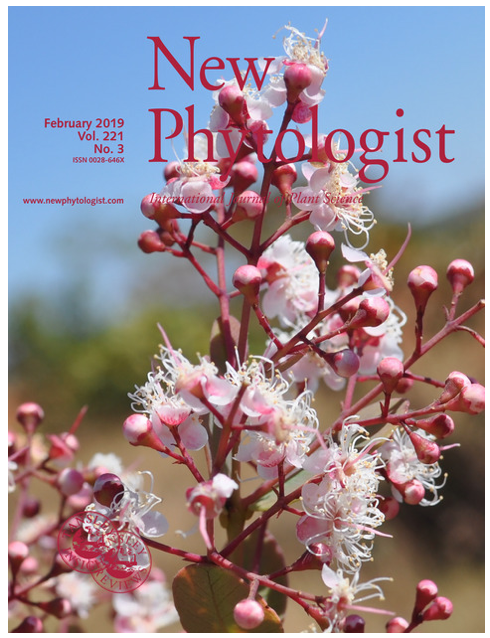 New
Phytologist
February 2019
Vol. 221
No. 3
ISSN 0028-646X
www.newphytologist.com
International Journal of Plant Science